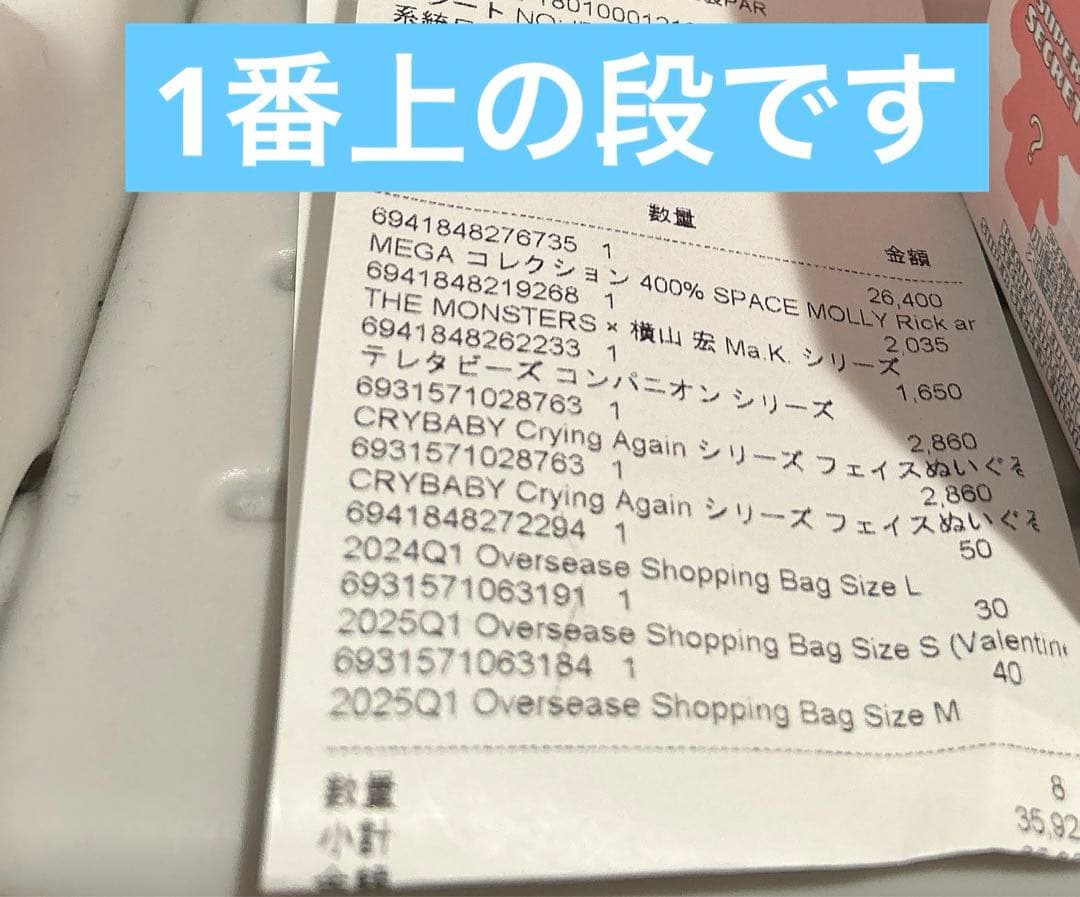 PAR
1番上の段です
SUPER
SECRET
?
数量
金額
6941848276735 1
26,400
MEGA コレクション 400% SPACE MOLLY Rick ar
6941848219268 1
2,035
THE MONSTERS × 横山 宏 Ma.K. シリーズ
6941848262233 1
1,650
テレタビーズ コンパニオン シリーズ
6931571028763 1
2,860
CRYBABY Crying Again シリーズ フェイスぬいぐる
6931571028763 1
2,860
CRYBABY Crying Again シリーズ フェイスぬいぐる
6941848272294 1
50
2024Q1 Oversease Shopping Bag Size L
6931571063191 1
30
2025Q1 Oversease Shopping Bag Size S (Valentine
6931571063184 1
40
2025Q1 Oversease Shopping Bag Size M
数量
8
小計
35,92